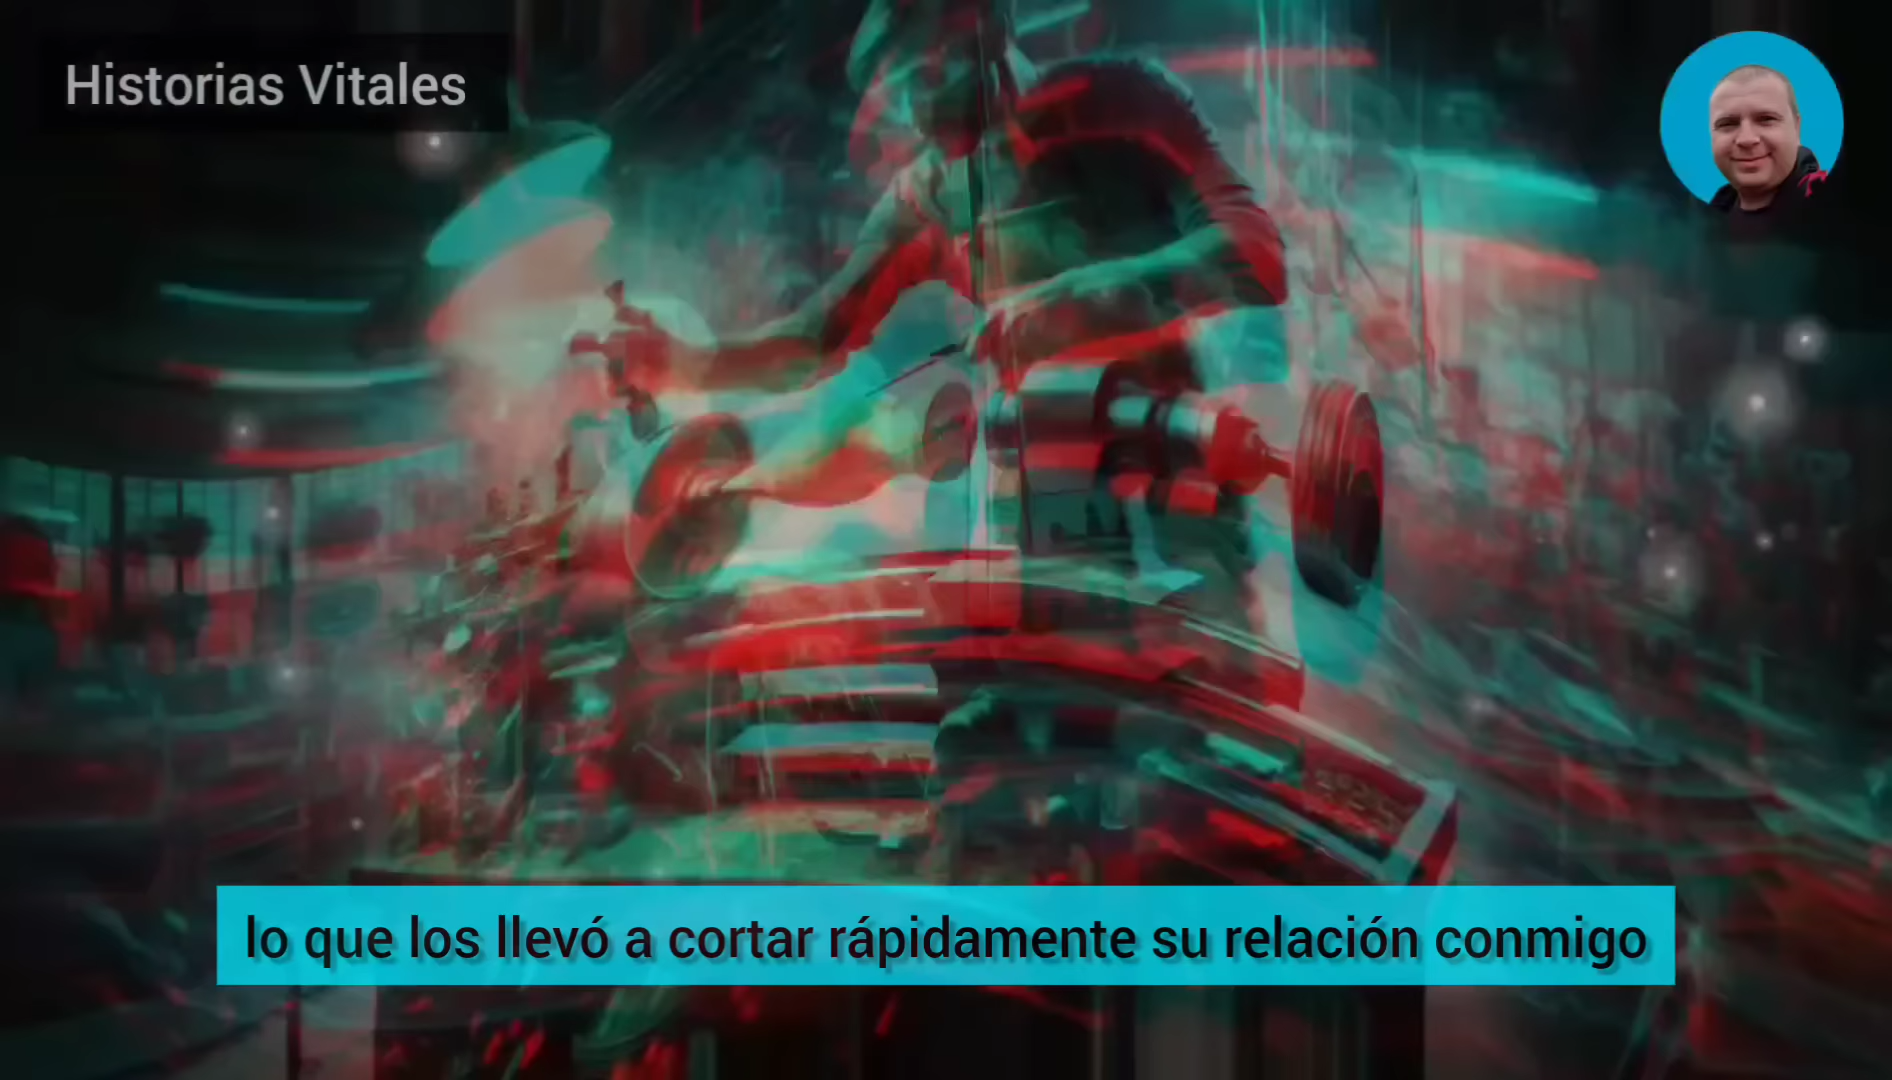 Historias Vitales
lo que los llevó a cortar rápidamente su relación conmigo